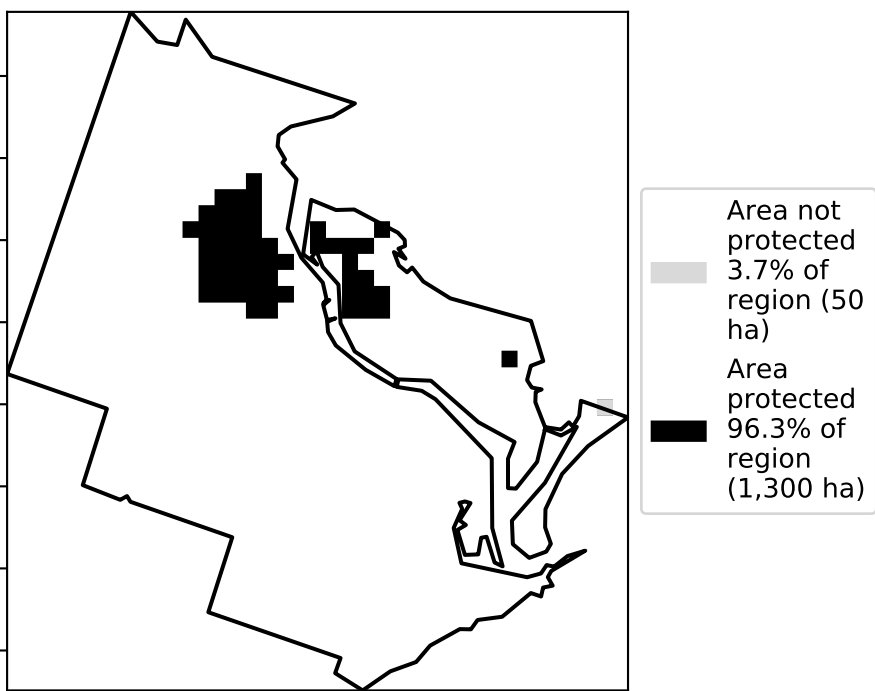 Area not
protected
3.7% of
region (50
ha)
Area
protected
96.3% of
region
(1,300 ha)